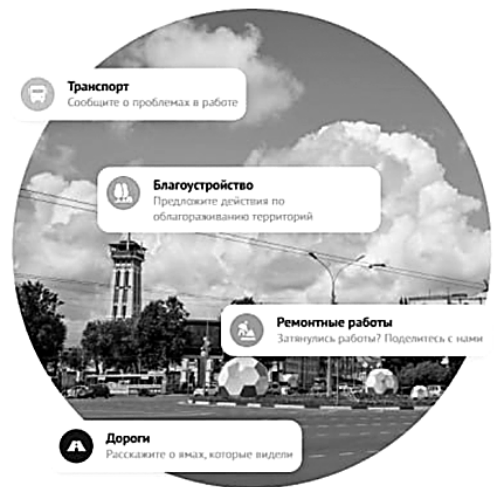 Транспорт
Сообщите о проблемах в работе
Благоустройство
Предложите действия по
облагораживанию территорий
Ремонтные работы
Затянулись работы? Поделитесь с нами
Дороги
Расскажите о ямах, которые видели